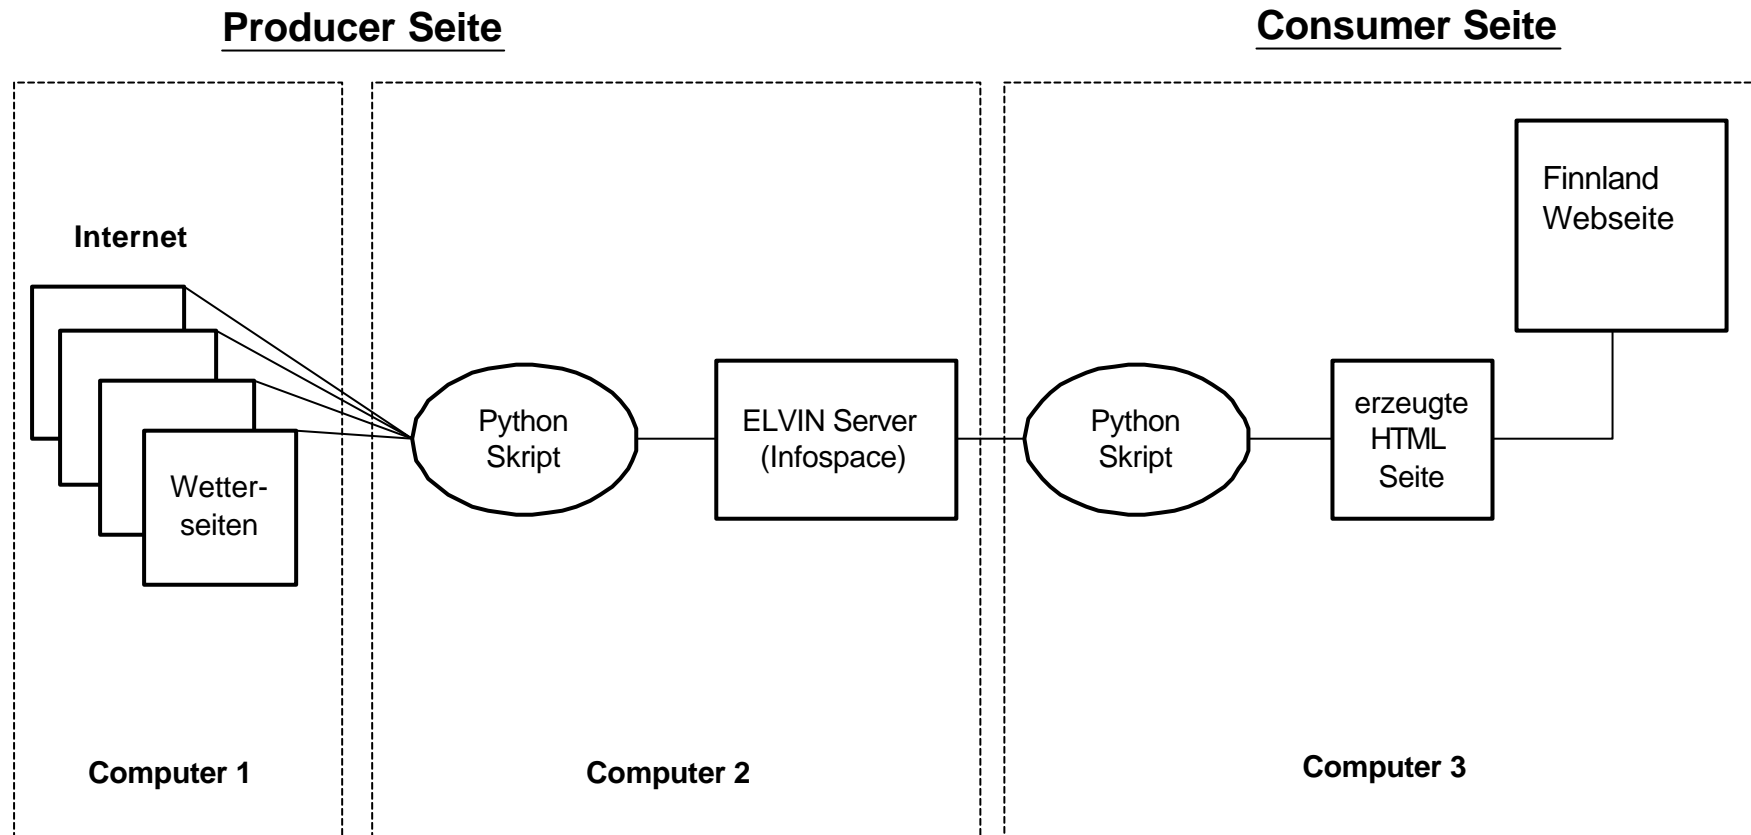 Producer Seite
Consumer Seite
Internet
Wetter-
seiten
Computer 1
Python
Skript
ELVIN Server
(Infospace)
Computer 2
Python
Skript
erzeugte
HTML
Seite
Finnland
Webseite
Computer 3